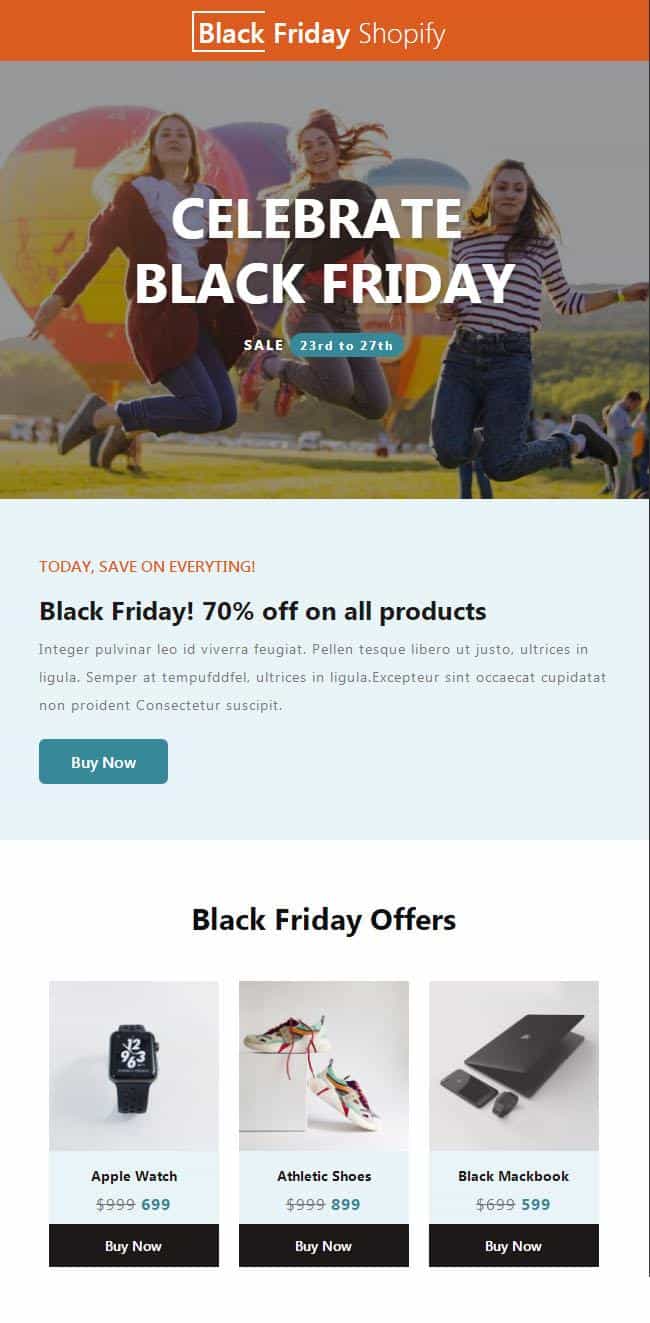 Black Friday Shopify
CELEBRATE
BLACK FRIDAY
SALE 23rd to 27th
TODAY, SAVE ON EVERYTING!
Black Friday! 70% off on all products
Integer pulvinar leo id viverra feugiat. Pellen tesque libero ut justo, ultrices in
ligula. Semper at tempufddfel, ultrices in ligula.Excepteur sint occaecat cupidatat
non proident Consectetur suscipit.
Buy Now
Black Friday Offers
Apple Watch
$999 699
Buy Now
Athletic Shoes
$999 899
Buy Now
Black Mackbook
$699 599
Buy Now